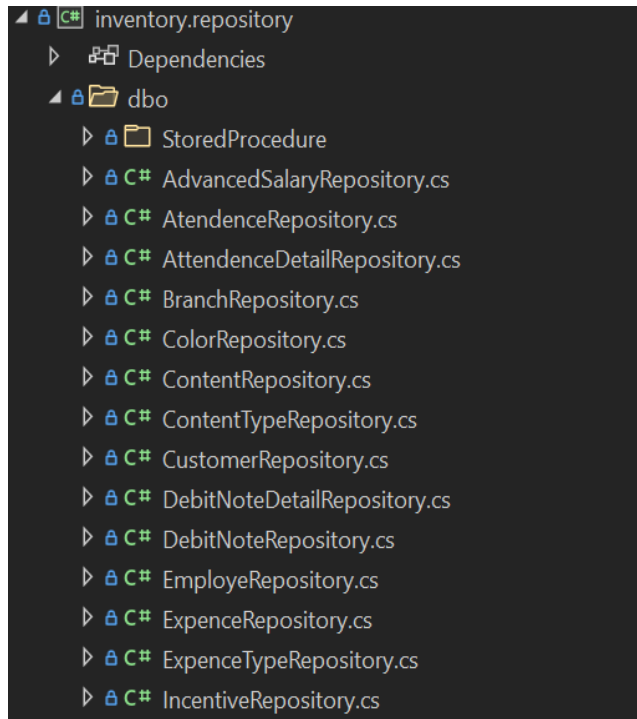 C# inventory.repository
Dependencies
dbo
StoredProcedure
C# AdvancedSalaryRepository.cs
C# AtendenceRepository.cs
C# AttendenceDetailRepository.cs
C# BranchRepository.cs
C# ColorRepository.cs
C# ContentRepository.cs
C# ContentTypeRepository.cs
C# CustomerRepository.cs
C# DebitNoteDetailRepository.cs
C# DebitNoteRepository.cs
C# EmployeRepository.cs
C# ExpenceRepository.cs
C# ExpenceTypeRepository.cs
C# IncentiveRepository.cs